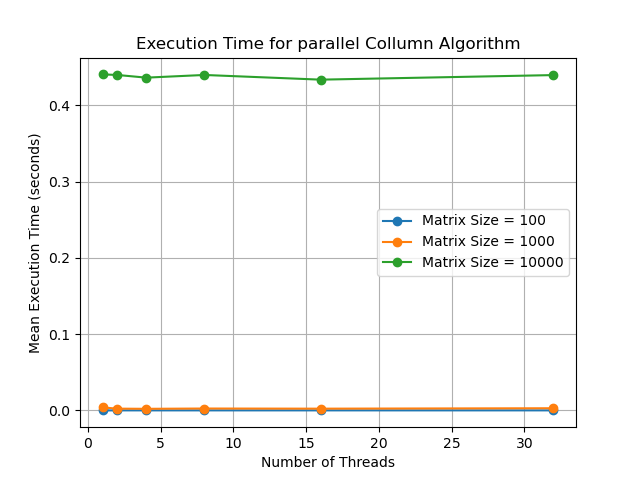 Execution Time for parallel Collumn Algorithm
Mean Execution Time (seconds)
0.4
0.3
0.2
0.1
0.0
Matrix Size = 100
Matrix Size = 1000
Matrix Size = 10000
0 5 10 15 20 25 30
Number of Threads